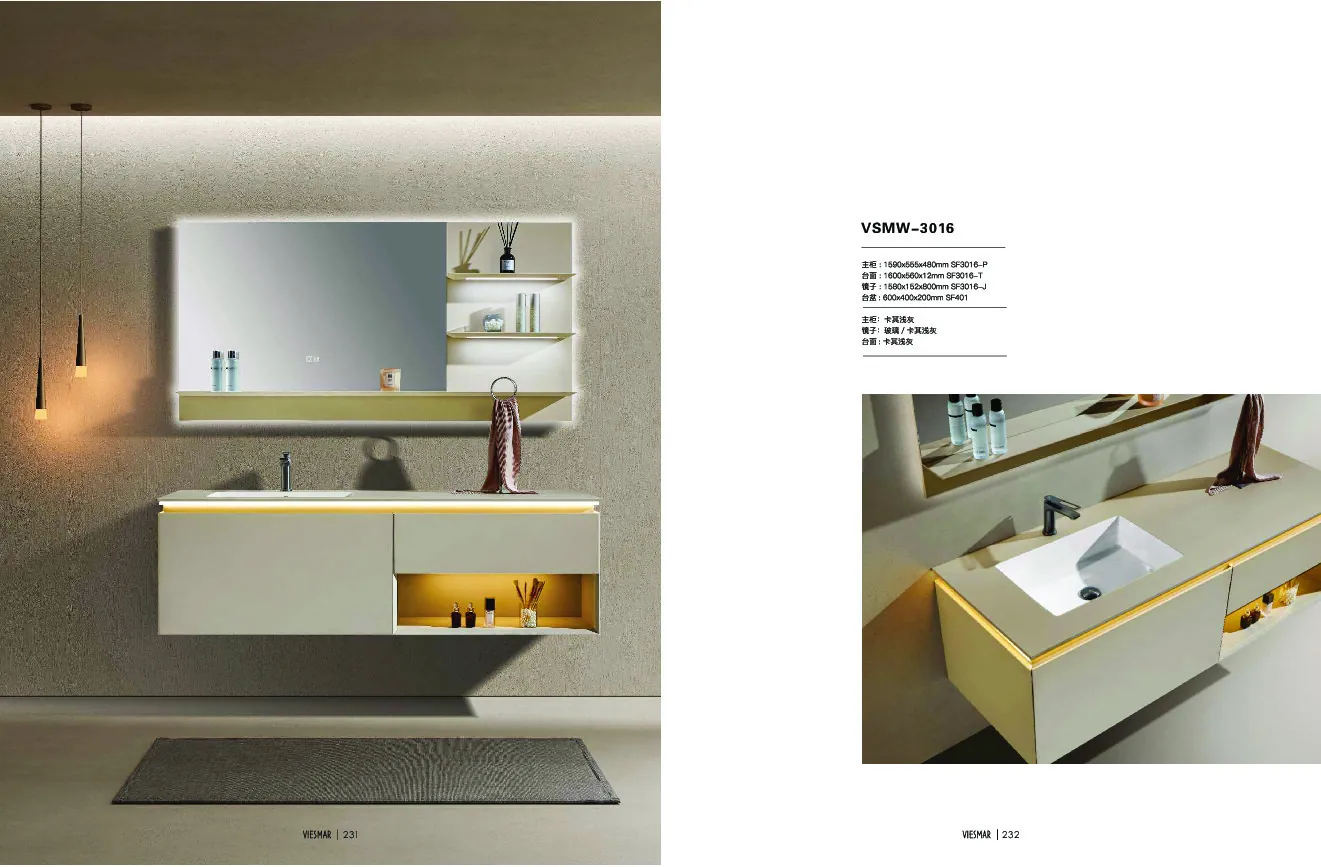 VIESMAR | 231
VSMW-3016
主柜：1590x555x480mm SF3016-P
台面：1600x560x12mm SF3016-T
镜子：1580x152x800mm SF3016-J
台盆：600x400x200mm SF401
主柜：卡其浅灰
镜子：玻璃 / 卡其浅灰
台面：卡其浅灰
VIESMAR | 232